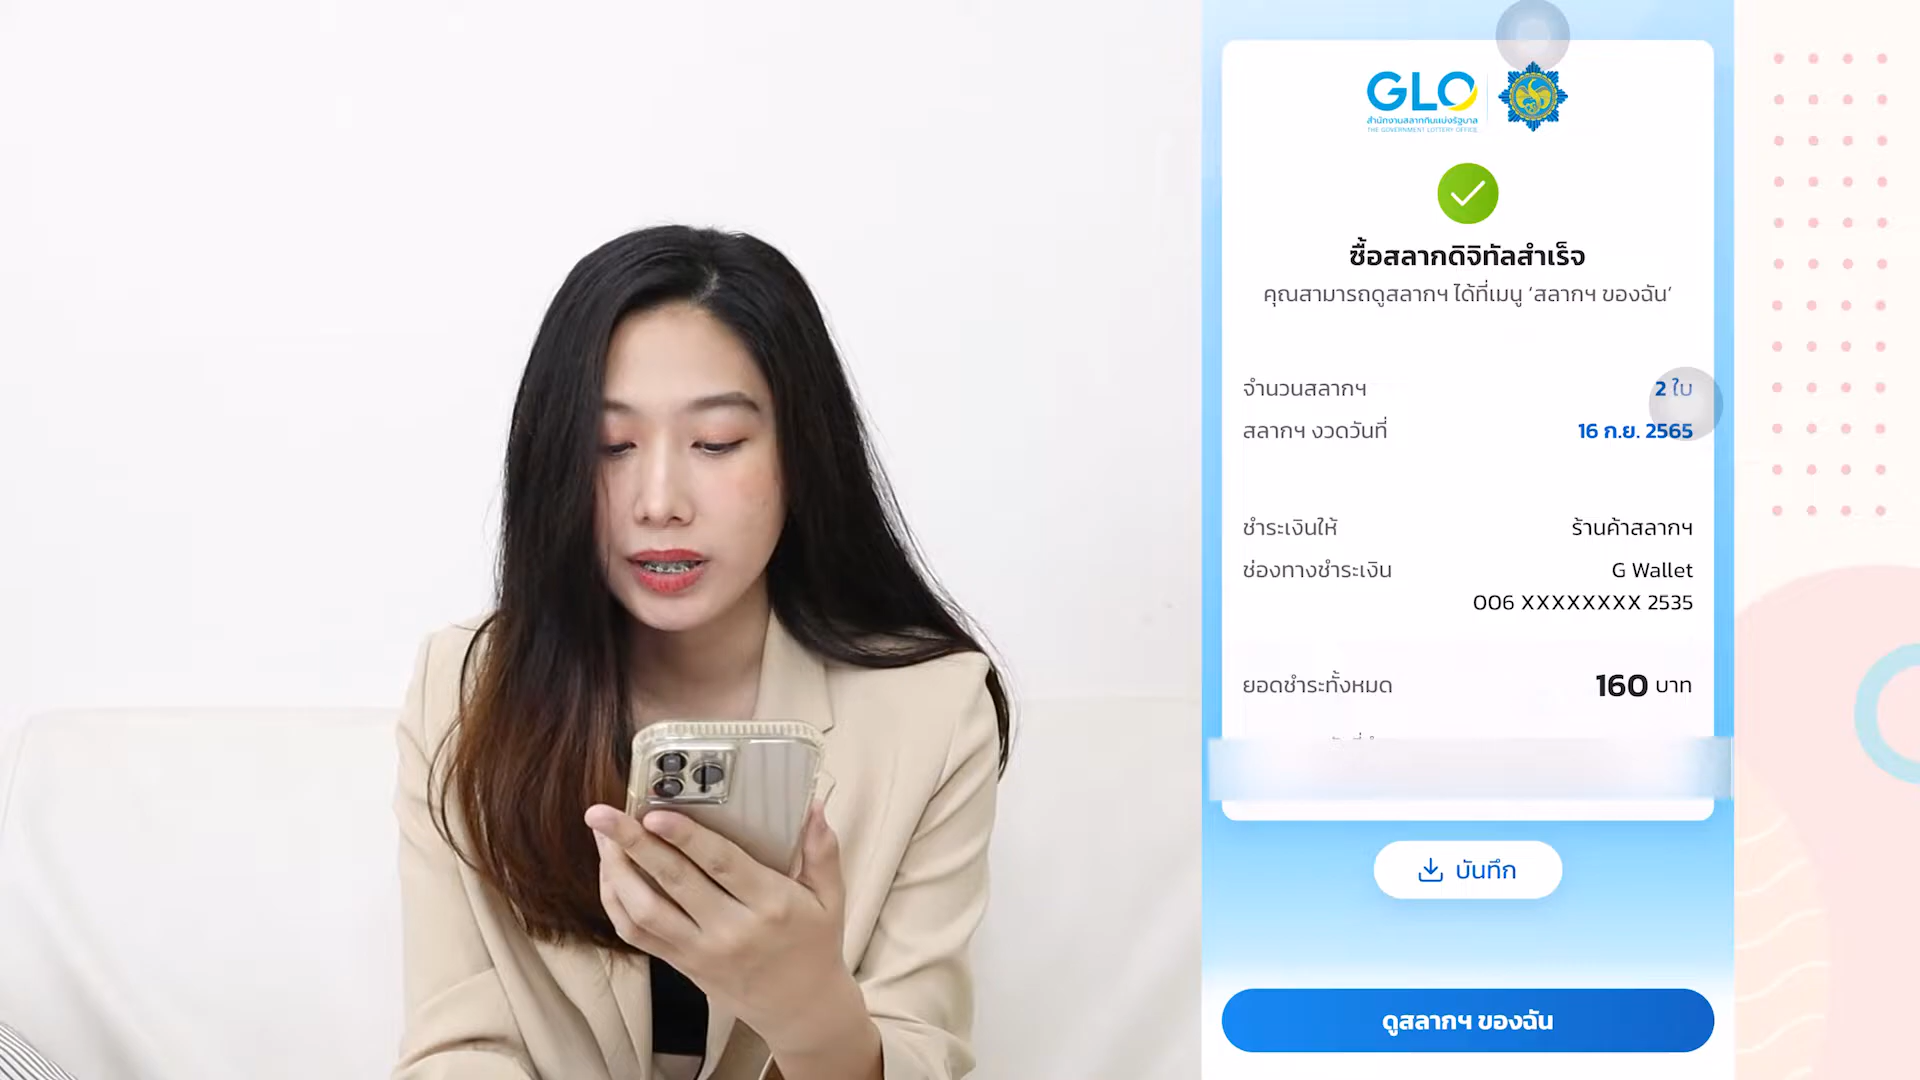 GLO
สำนักงานสลากกินแบ่งรัฐบาล
THE GOVERNMENT LOTTERY OFFICE
ซื้อสลากดิจิทัลสำเร็จ
คุณสามารถดูสลากฯ ได้ที่เมนู ‘สลากฯ ของฉัน’
จำนวนสลากฯ 2 ใบ
สลากฯ งวดวันที่ 16 ก.ย. 2565
ชำระเงินให้ ร้านค้าสลากฯ
ช่องทางชำระเงิน G Wallet
006 XXXXXXXX 2535
ยอดชำระทั้งหมด 160 บาท
บันทึก
ดูสลากฯ ของฉัน